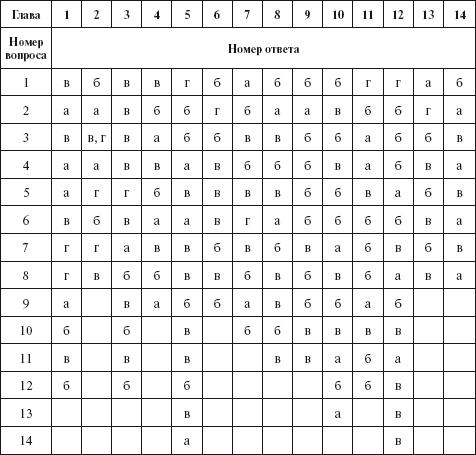 Глава 1 2 3 4 5 6 7 8 9 10 11 12 13 14
Номер вопроса Номер ответа
1 в б в в г б а б б б г г а б
2 а а в б б г б а а в б б г а
3 в в, г в а б б в в б б а б б в
4 а а в в а в б б б в а б в а
5 а г г б в в в в б б в а б в
6 в б в а а в г а б б б б в а
7 г г а в в б в б в а б в б в
8 г в б б в в б в б в б а в а
9 а в а б б а в б б а б
10 б б в б б в в в в
11 в в в в в а б а
12 б б б б б в
13 в а в
14 а в